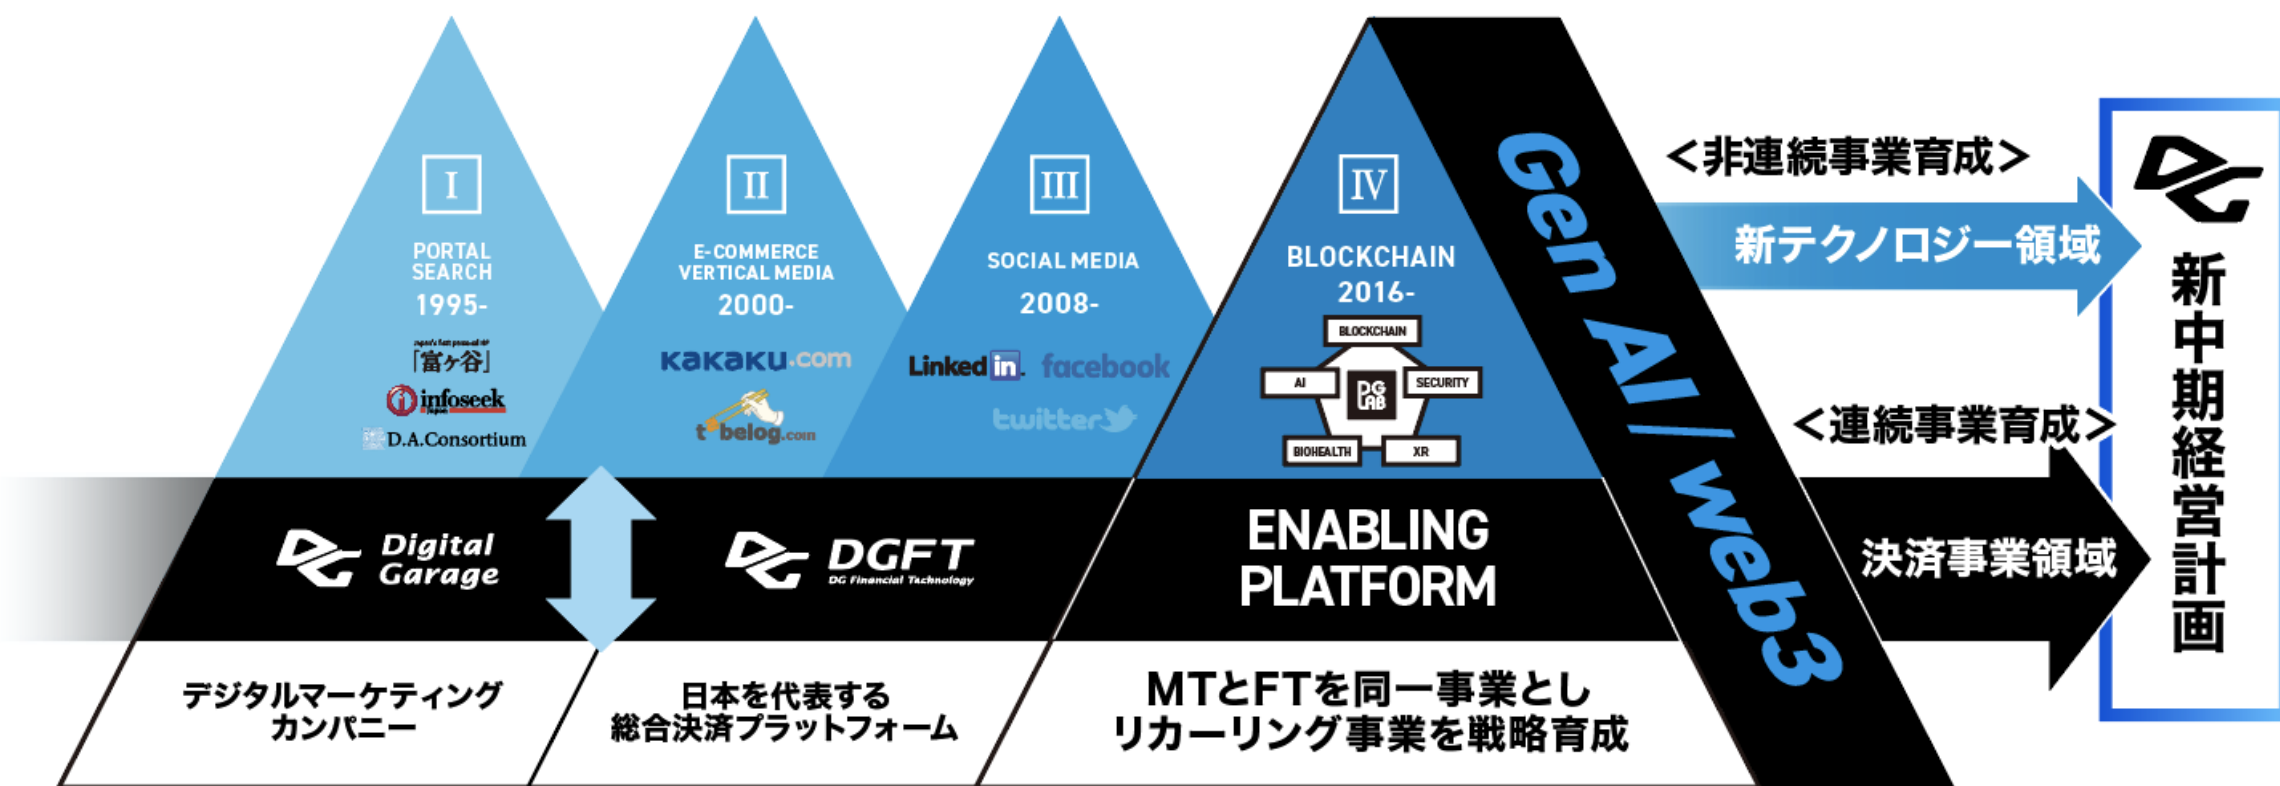 I
PORTAL
SEARCH
1995-
「富ヶ谷」
infoseek
Japan
D.A.Consortium
II
E-COMMERCE
VERTICAL MEDIA
2000-
KaKaKU.com
tabelog.com
III
SOCIAL MEDIA
2008-
Linked in.
facebook
twitter
IV
BLOCKCHAIN
2016-
BLOCKCHAIN
AI
DG
LAB
SECURITY
BIOHEALTH
XR
Gen AI / web3
<非連続事業育成>
新テクノロジー領域
<連続事業育成>
決済事業領域
DG
新中期経営計画
DG
Digital
Garage
DG
DGFT
DG Financial Technology
ENABLING
PLATFORM
デジタルマーケティング
カンパニー
日本を代表する
総合決済プラットフォーム
MTとFTを同一事業とし
リカーリング事業を戦略育成